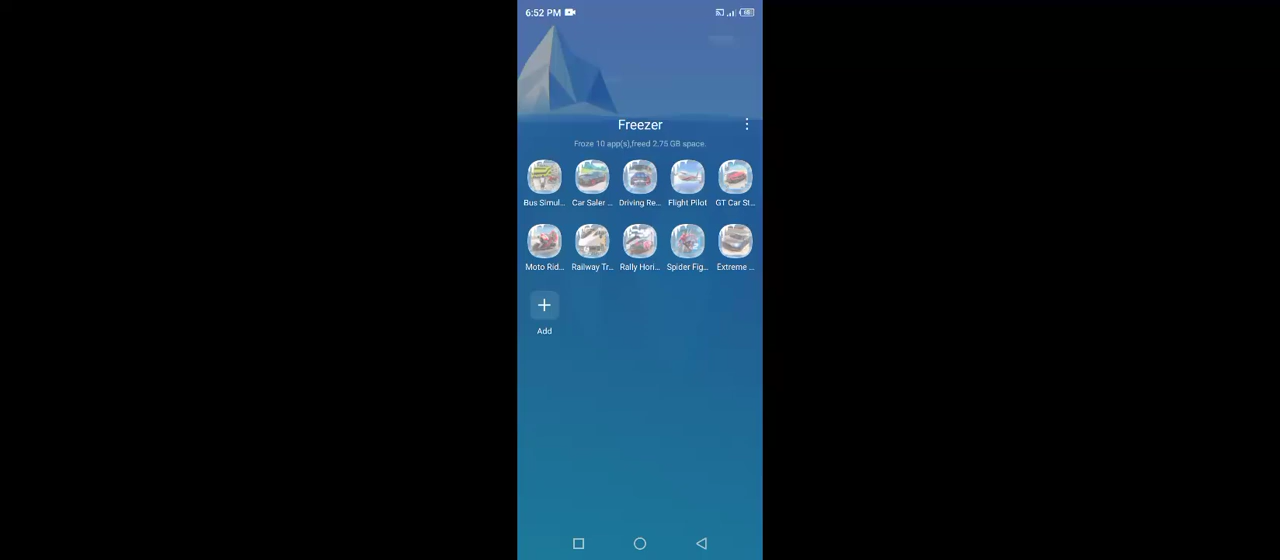 6:52 PM
Freezer
Froze 10 app(s),freed 2.75 GB space.
Bus Simul... Car Saler ... Driving Re... Flight Pilot GT Car St...
Moto Rid... Railway Tr... Rally Hori... Spider Fig... Extreme ...
Add